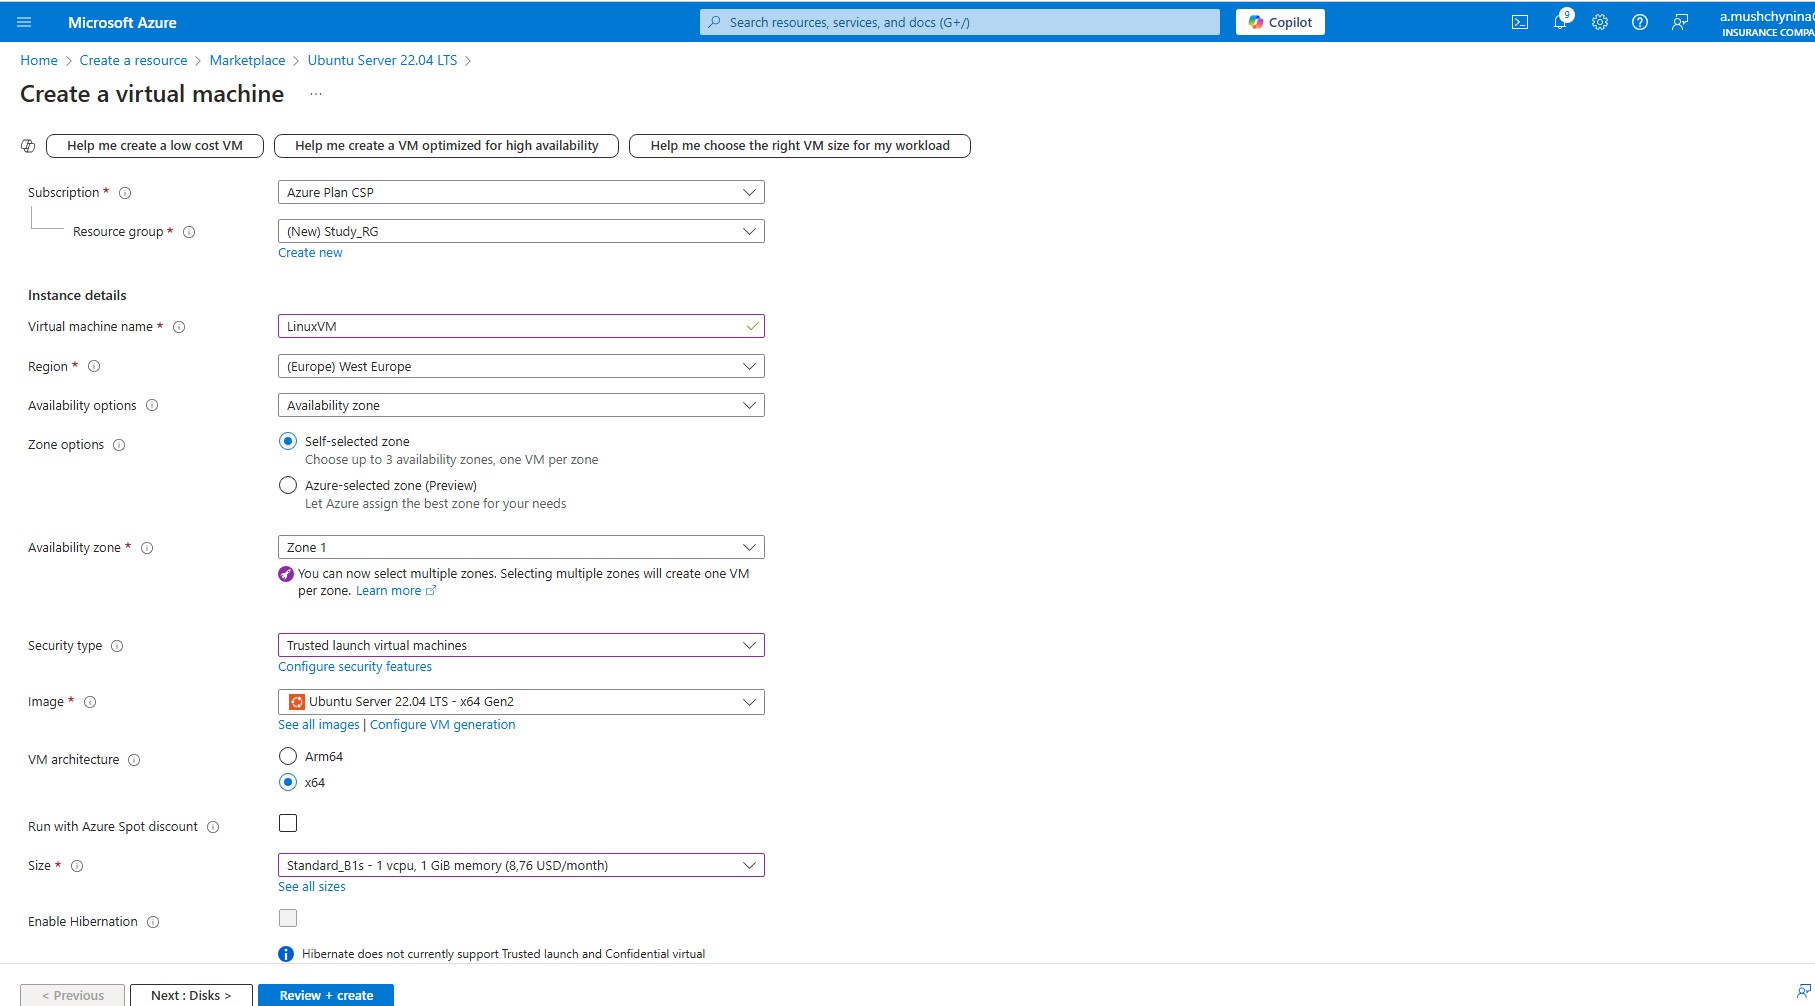 Microsoft Azure
Search resources, services, and docs (G+/)
Copilot
9
a.mushchynina@
INSURANCE COMPA
Home > Create a resource > Marketplace > Ubuntu Server 22.04 LTS >
Create a virtual machine ...
Help me create a low cost VM
Help me create a VM optimized for high availability
Help me choose the right VM size for my workload
Subscription *
Azure Plan CSP
Resource group *
(New) Study_RG
Create new
Instance details
Virtual machine name *
LinuxVM
Region *
(Europe) West Europe
Availability options
Availability zone
Zone options
Self-selected zone
Choose up to 3 availability zones, one VM per zone
Azure-selected zone (Preview)
Let Azure assign the best zone for your needs
Availability zone *
Zone 1
You can now select multiple zones. Selecting multiple zones will create one VM
per zone. Learn more
Security type
Trusted launch virtual machines
Configure security features
Image *
Ubuntu Server 22.04 LTS - x64 Gen2
See all images | Configure VM generation
VM architecture
Arm64
x64
Run with Azure Spot discount
Size *
Standard_B1s - 1 vcpu, 1 GiB memory (8,76 USD/month)
See all sizes
Enable Hibernation
Hibernate does not currently support Trusted launch and Confidential virtual
< Previous
Next : Disks >
Review + create